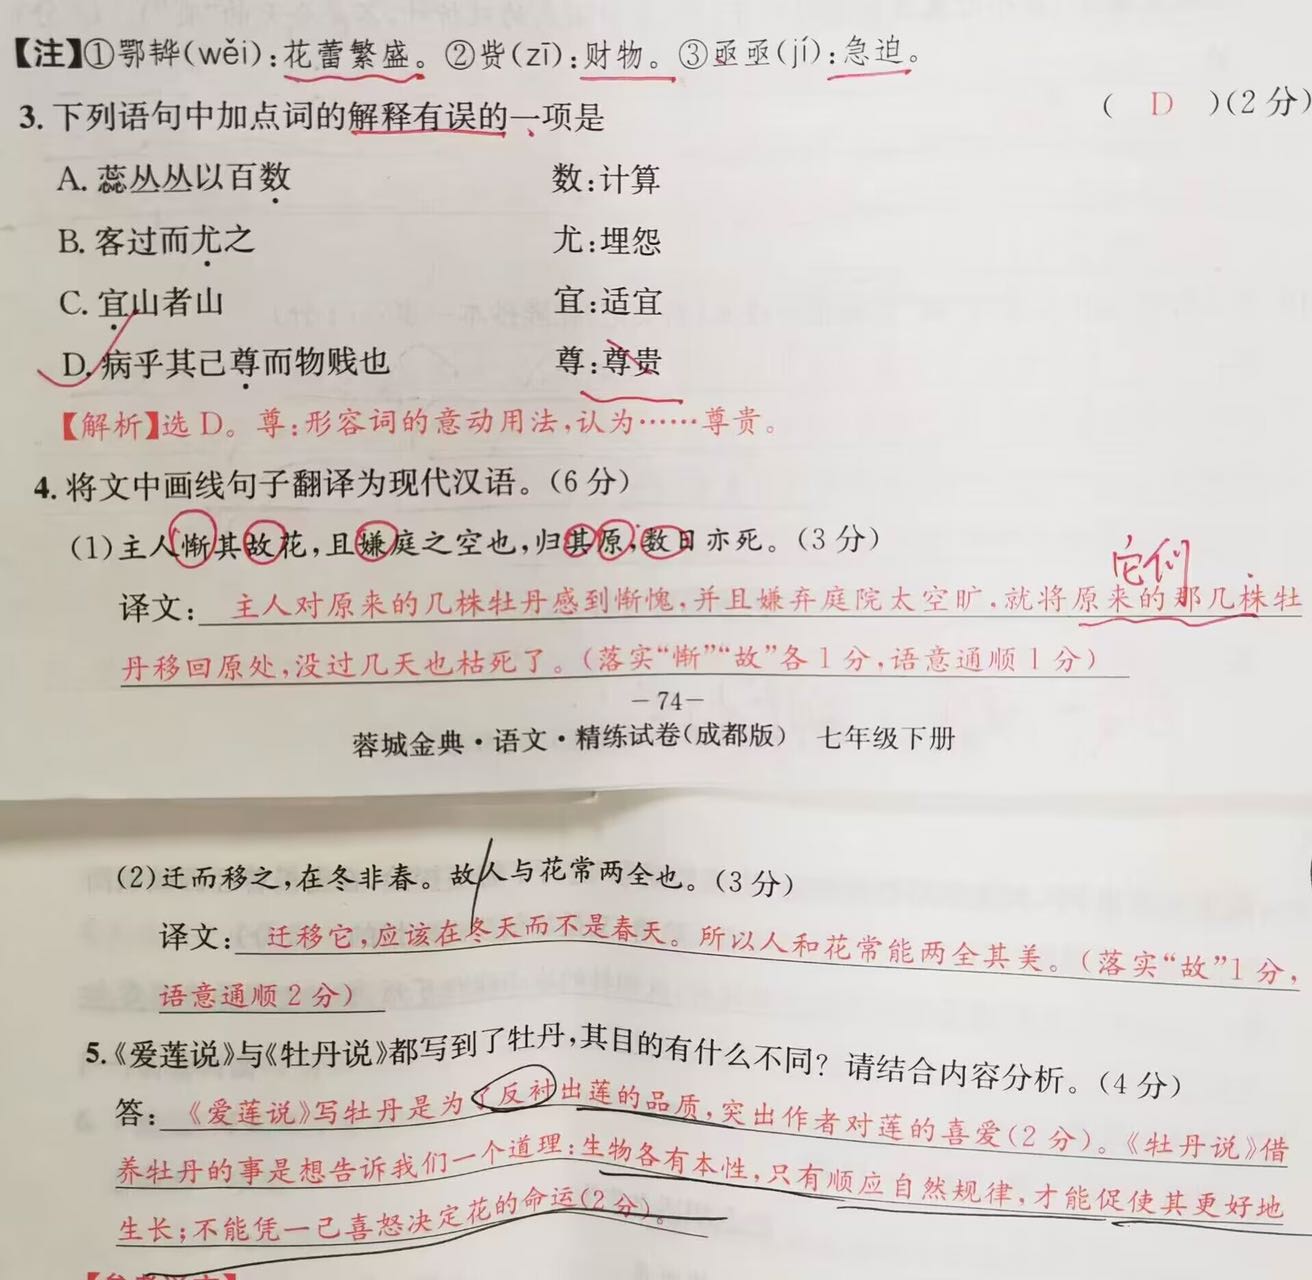 【注】①鄂韡(wěi):花蕾繁盛。②赀(zī):财物。③亟亟(jí):急迫。
3. 下列语句中加点词的解释有误的一项是 ( D )(2分)
A. 蕊丛丛以百数 数:计算
B. 客过而尤之 尤:埋怨
C. 宜山者山 宜:适宜
D. 病乎其己尊而物贱也 尊:尊贵
【解析】选D。尊:形容词的意动用法,认为……尊贵。
4. 将文中画线句子翻译为现代汉语。(6分)
(1)主人惭其故花,且嫌庭之空也,归其原,数日亦死。(3分)
它们
译文: 主人对原来的几株牡丹感到惭愧,并且嫌弃庭院太空旷,就将原来的那几株牡
丹移回原处,没过几天也枯死了。(落实“惭”“故”各1分,语意通顺1分)
-74-
蓉城金典·语文·精练试卷(成都版) 七年级下册
(2)迁而移之,在冬非春。故人与花常两全也。(3分)
译文: 迁移它,应该在冬天而不是春天。所以人和花常能两全其美。(落实“故”1分,
语意通顺2分)
5.《爱莲说》与《牡丹说》都写到了牡丹,其目的有什么不同?请结合内容分析。(4分)
答: 《爱莲说》写牡丹是为了反衬出莲的品质,突出作者对莲的喜爱(2分)。《牡丹说》借
养牡丹的事是想告诉我们一个道理:生物各有本性,只有顺应自然规律,才能促使其更好地
生长;不能凭一己喜怒决定花的命运(2分)。